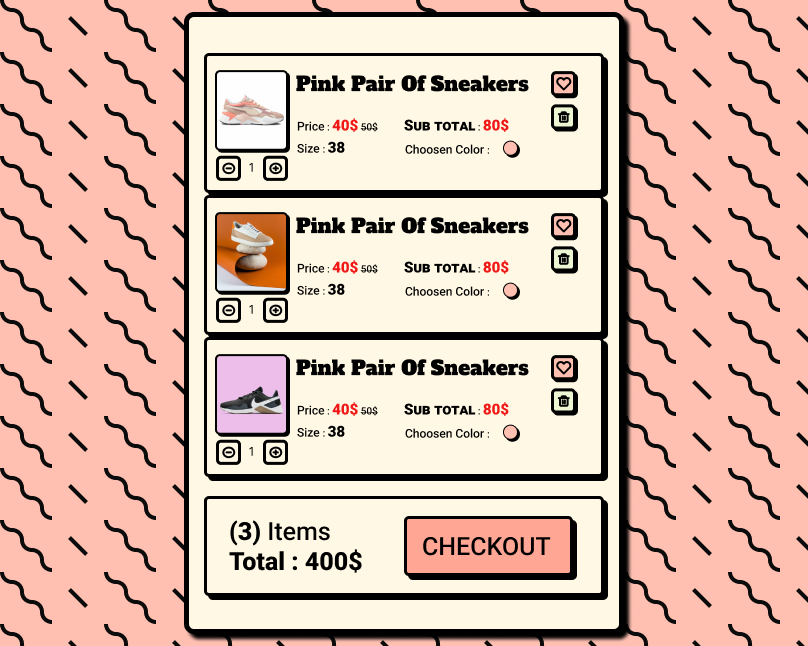 Pink Pair Of Sneakers
Price : 40$ 50$ SUB TOTAL : 80$
Size : 38 Choosen Color :
1
Pink Pair Of Sneakers
Price : 40$ 50$ SUB TOTAL : 80$
Size : 38 Choosen Color :
1
Pink Pair Of Sneakers
Price : 40$ 50$ SUB TOTAL : 80$
Size : 38 Choosen Color :
1
(3) Items
Total : 400$
CHECKOUT